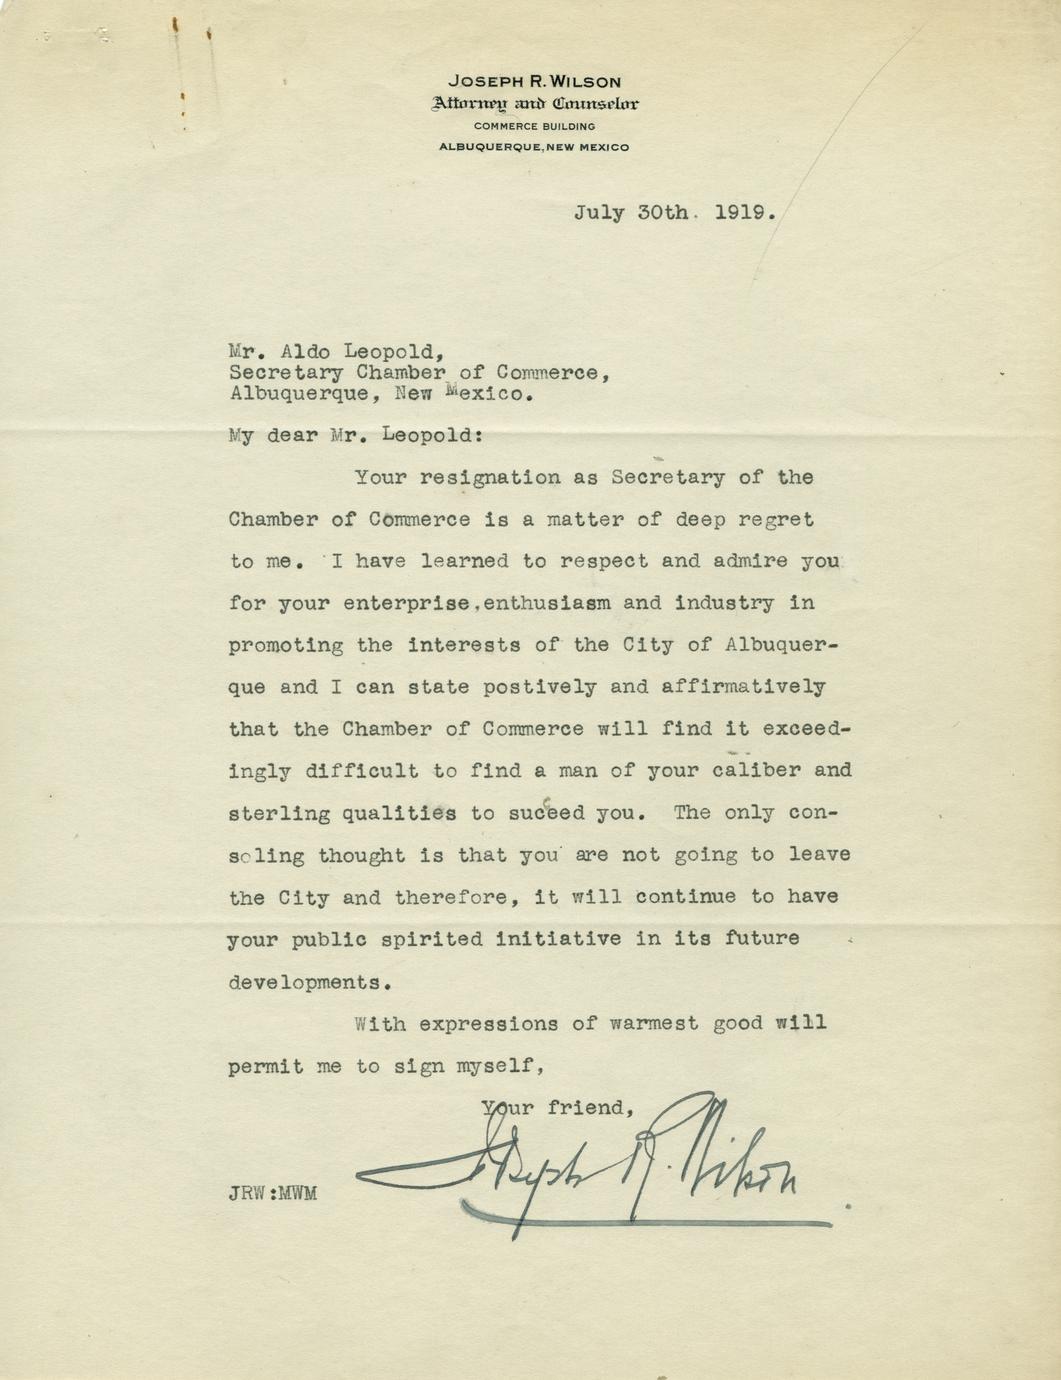 JOSEPH R. WILSON
Attorney and Counselor
COMMERCE BUILDING
ALBUQUERQUE, NEW MEXICO
July 30th. 1919.
Mr. Aldo Leopold,
Secretary Chamber of Commerce,
Albuquerque, New Mexico.
My dear Mr. Leopold:
Your resignation as Secretary of the
Chamber of Commerce is a matter of deep regret
to me. I have learned to respect and admire you
for your enterprise,enthusiasm and industry in
promoting the interests of the City of Albuquer-
que and I can state postively and affirmatively
that the Chamber of Commerce will find it exceed-
ingly difficult to find a man of your caliber and
sterling qualities to succeed you. The only con-
soling thought is that you are not going to leave
the City and therefore, it will continue to have
your public spirited initiative in its future
developments.
With expressions of warmest good will
permit me to sign myself,
Your friend,
Joseph R. Wilson
JRW:MWM